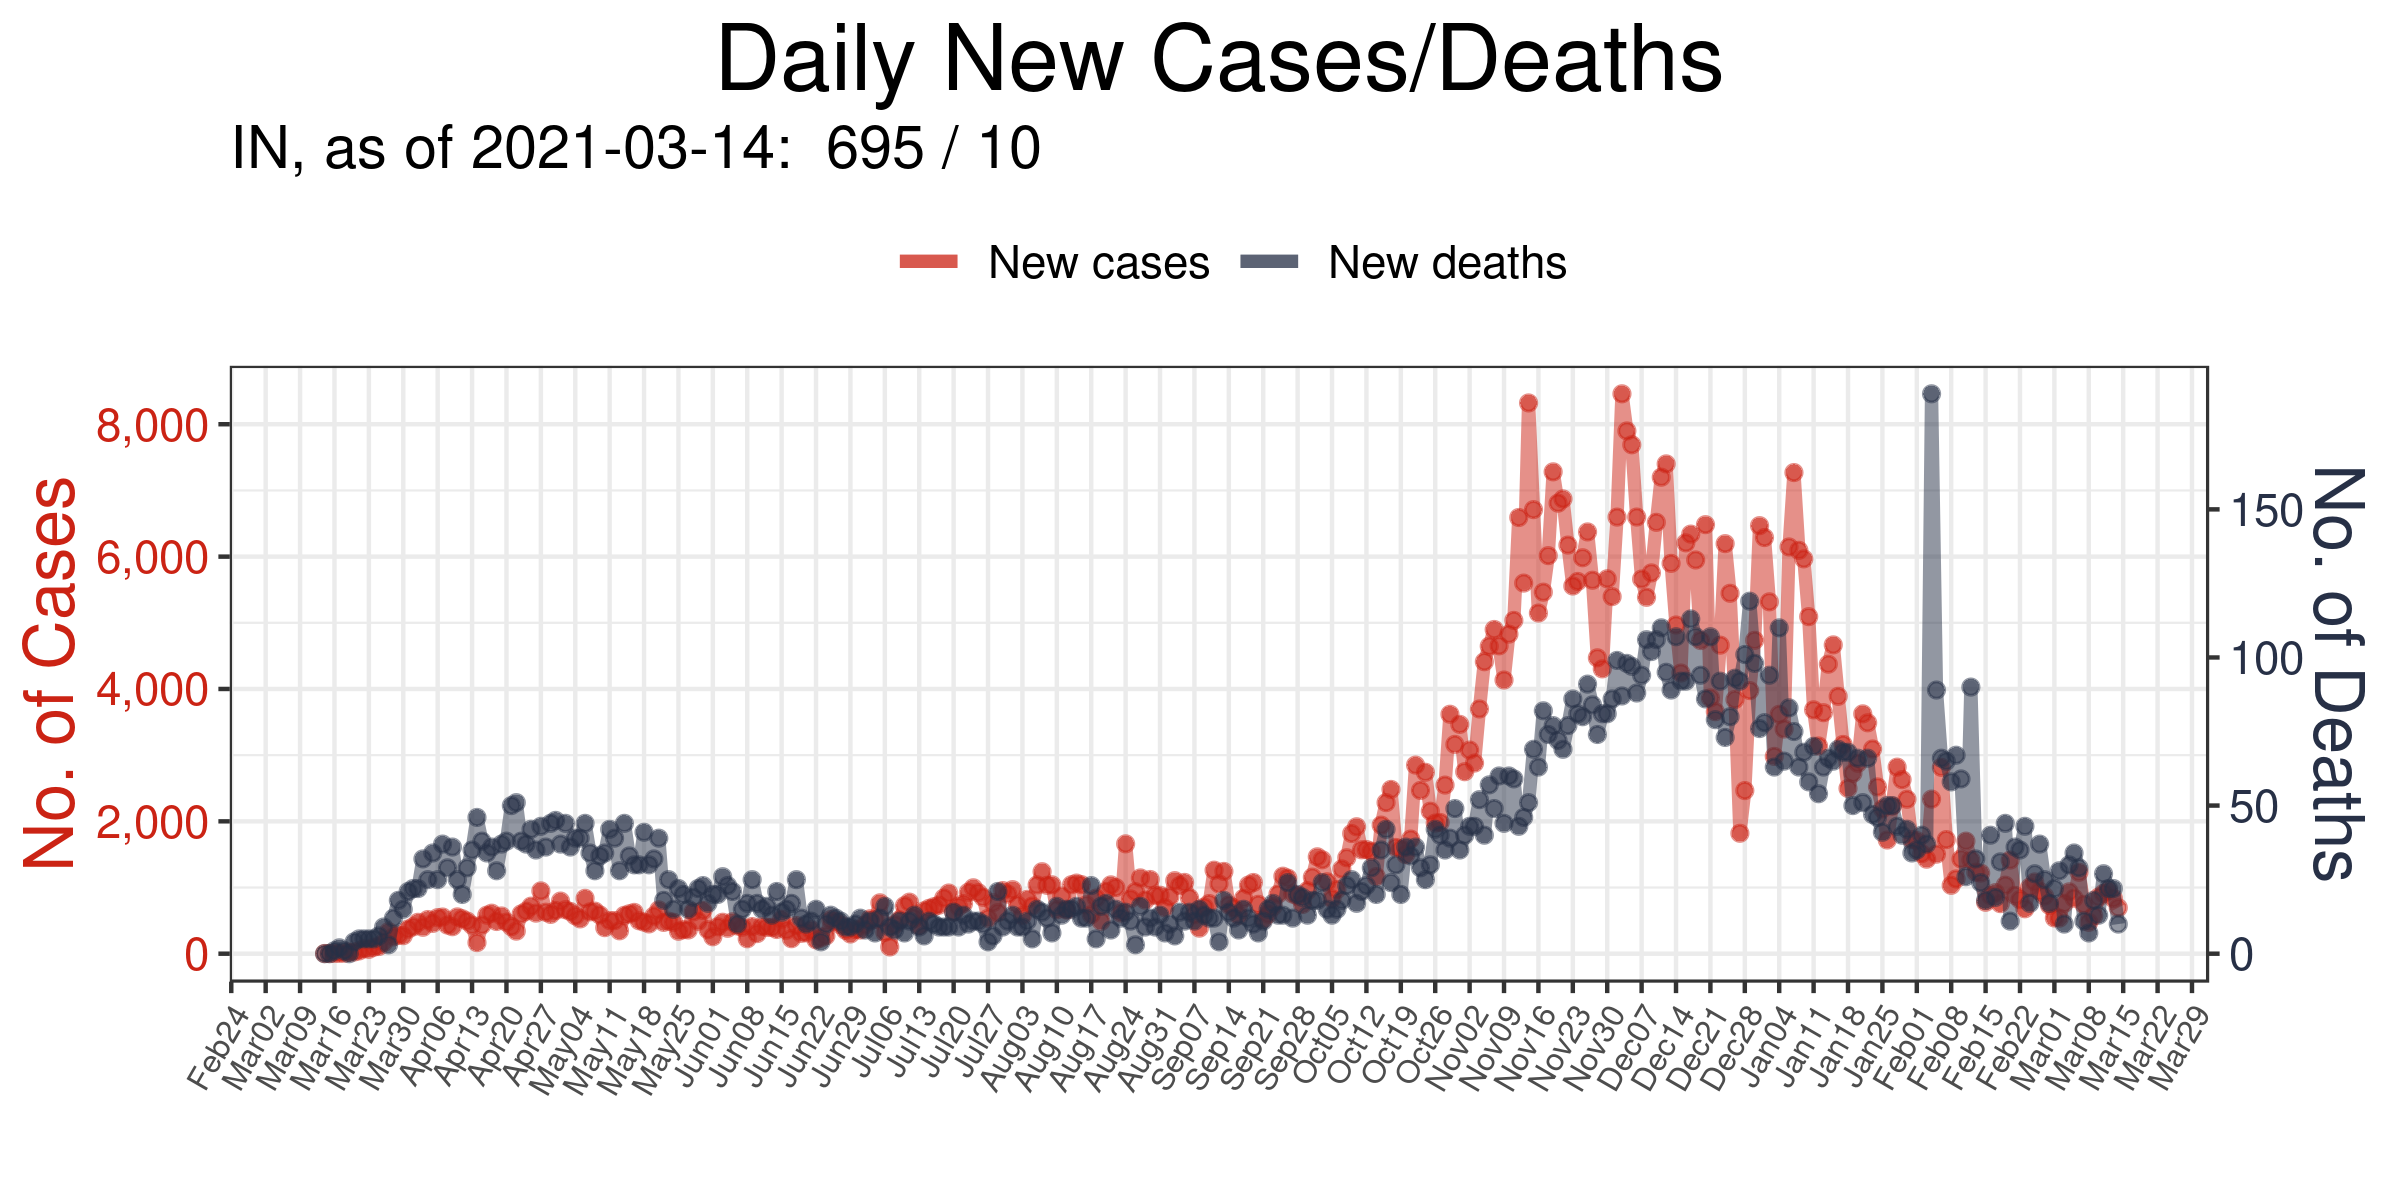 Daily New Cases/Deaths
IN, as of 2021-03-14:  695 / 10
New cases
New deaths
No. of Cases
8,000
6,000
4,000
2,000
0
No. of Deaths
150
100
50
0
Feb24
Mar02
Mar09
Mar16
Mar23
Mar30
Apr06
Apr13
Apr20
Apr27
May04
May11
May18
May25
Jun01
Jun08
Jun15
Jun22
Jun29
Jul06
Jul13
Jul20
Jul27
Aug03
Aug10
Aug17
Aug24
Aug31
Sep07
Sep14
Sep21
Sep28
Oct05
Oct12
Oct19
Oct26
Nov02
Nov09
Nov16
Nov23
Nov30
Dec07
Dec14
Dec21
Dec28
Jan04
Jan11
Jan18
Jan25
Feb01
Feb08
Feb15
Feb22
Mar01
Mar08
Mar15
Mar22
Mar29